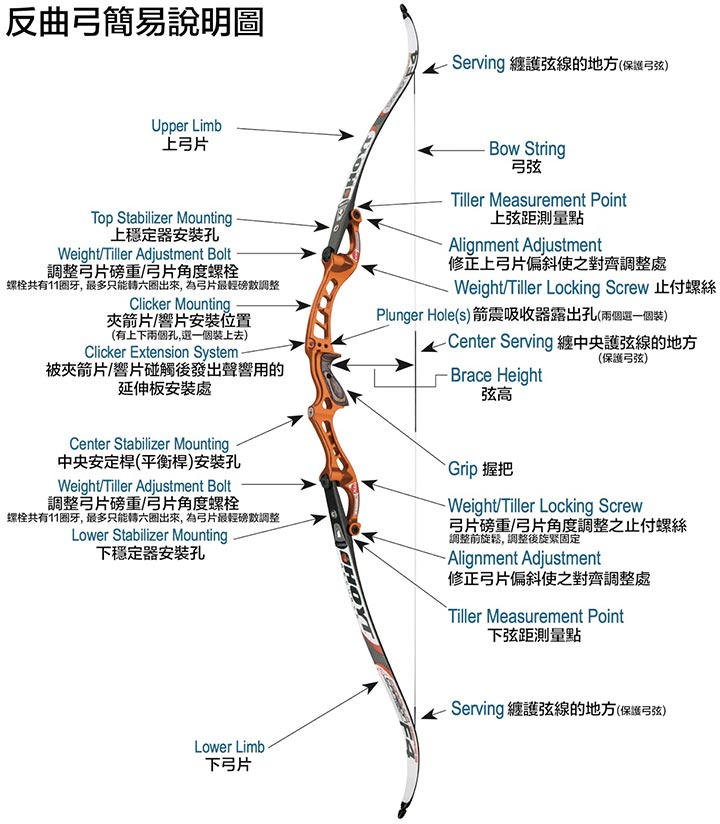 反曲弓簡易說明圖
Serving 纏護弦線的地方(保護弓弦)
Upper Limb
上弓片
Bow String
弓弦
Tiller Measurement Point
上弦距測量點
Top Stabilizer Mounting
上穩定器安裝孔
Alignment Adjustment
修正上弓片偏斜使之對齊調整處
Weight/Tiller Adjustment Bolt
調整弓片磅重/弓片角度螺栓
螺栓共有11圈牙, 最多只能轉六圈出來, 為弓片最輕磅數調整
Weight/Tiller Locking Screw 止付螺絲
Clicker Mounting
夾箭片/響片安裝位置
(有上下兩個孔,選一個裝上去)
Plunger Hole(s) 箭震吸收器露出孔(兩個選一個裝)
Clicker Extension System
被夾箭片/響片碰觸後發出聲響用的
延伸板安裝處
Center Serving 纏中央護弦線的地方
(保護弓弦)
Brace Height
弦高
Center Stabilizer Mounting
中央安定桿(平衡桿)安裝孔
Grip 握把
Weight/Tiller Adjustment Bolt
調整弓片磅重/弓片角度螺栓
螺栓共有11圈牙, 最多只能轉六圈出來, 為弓片最輕磅數調整
Weight/Tiller Locking Screw
弓片磅重/弓片角度調整之止付螺絲
調整前旋鬆, 調整後旋緊固定
Lower Stabilizer Mounting
下穩定器安裝孔
Alignment Adjustment
修正弓片偏斜使之對齊調整處
Tiller Measurement Point
下弦距測量點
Serving 纏護弦線的地方(保護弓弦)
Lower Limb
下弓片
HOYT
HOYT
F4